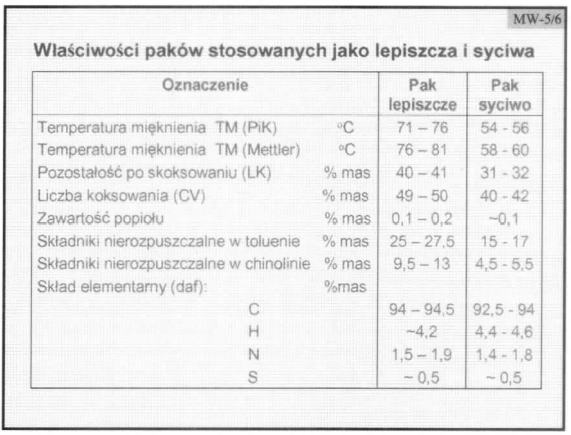 MW-5/6
Właściwości paków stosowanych jako lepiszcza i syciwa
Oznaczenie Pak lepiszcze Pak syciwo
Temperatura mięknienia TM (PiK) °C 71 – 76 54 - 56
Temperatura mięknienia TM (Mettler) °C 76 – 81 58 - 60
Pozostałość po skoksowaniu (LK) % mas 40 – 41 31 - 32
Liczba koksowania (CV) % mas 49 – 50 40 - 42
Zawartość popiołu % mas 0,1 – 0,2 ~0,1
Składniki nierozpuszczalne w toluenie % mas 25 – 27,5 15 - 17
Składniki nierozpuszczalne w chinolinie % mas 9,5 – 13 4,5 - 5,5
Skład elementarny (daf): %mas
C 94 – 94,5 92,5 - 94
H ~4,2 4,4 - 4,6
N 1,5 – 1,9 1,4 - 1,8
S ~ 0,5 ~ 0,5